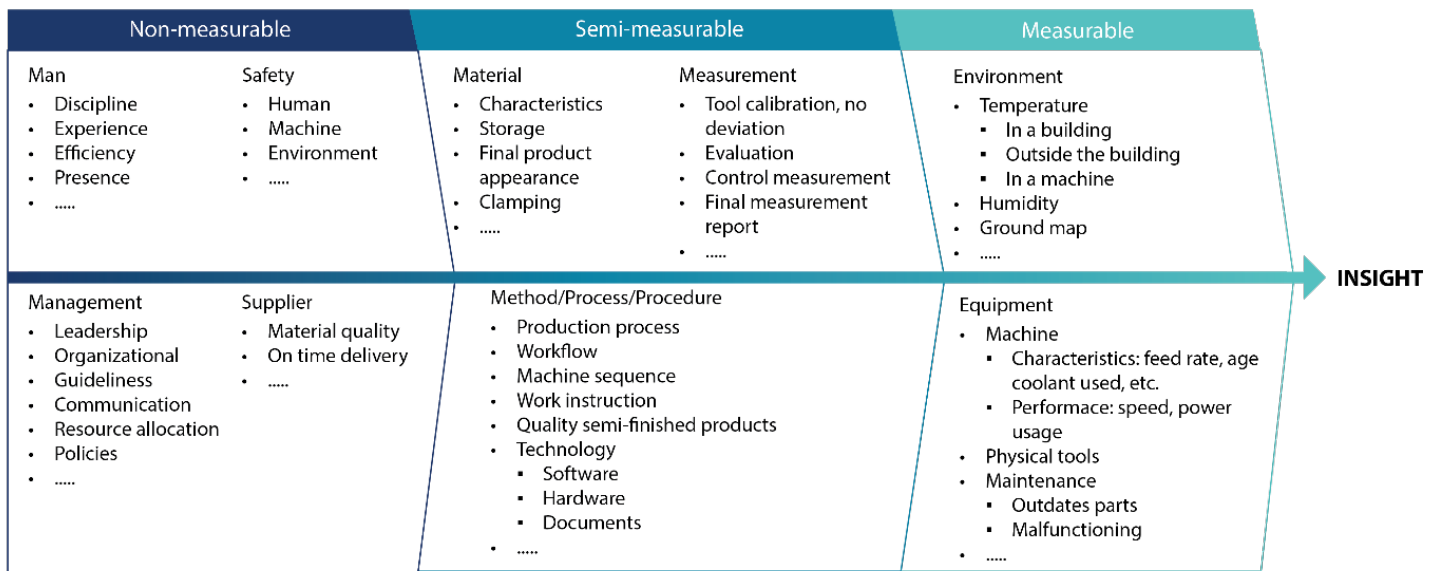 Non-measurable
Semi-measurable
Measurable
Man
• Discipline
• Experience
• Efficiency
• Presence
• .....
Safety
• Human
• Machine
• Environment
• .....
Material
• Characteristics
• Storage
• Final product
appearance
• Clamping
• .....
Measurement
• Tool calibration, no
deviation
• Evaluation
• Control measurement
• Final measurement
report
• .....
Environment
• Temperature
▪ In a building
▪ Outside the building
▪ In a machine
• Humidity
• Ground map
• .....
INSIGHT
Management
• Leadership
• Organizational
• Guideliness
• Communication
• Resource allocation
• Policies
• .....
Supplier
• Material quality
• On time delivery
• .....
Method/Process/Procedure
• Production process
• Workflow
• Machine sequence
• Work instruction
• Quality semi-finished products
• Technology
▪ Software
▪ Hardware
▪ Documents
• .....
Equipment
• Machine
▪ Characteristics: feed rate, age
coolant used, etc.
▪ Performace: speed, power
usage
• Physical tools
• Maintenance
▪ Outdates parts
▪ Malfunctioning
• .....